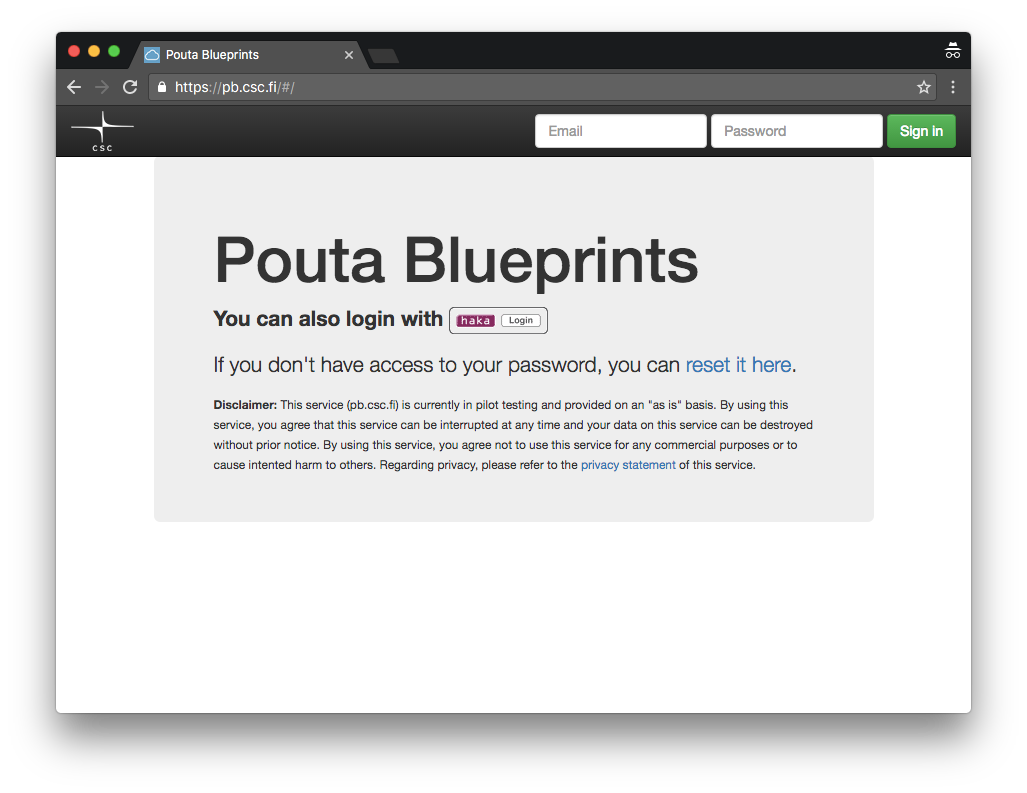 Pouta Blueprints
https://pb.csc.fi/#/
csc
Email
Password
Sign in
Pouta Blueprints
You can also login with haka Login
If you don't have access to your password, you can reset it here.
Disclaimer: This service (pb.csc.fi) is currently in pilot testing and provided on an "as is" basis. By using this
service, you agree that this service can be interrupted at any time and your data on this service can be destroyed
without prior notice. By using this service, you agree not to use this service for any commercial purposes or to
cause intented harm to others. Regarding privacy, please refer to the privacy statement of this service.